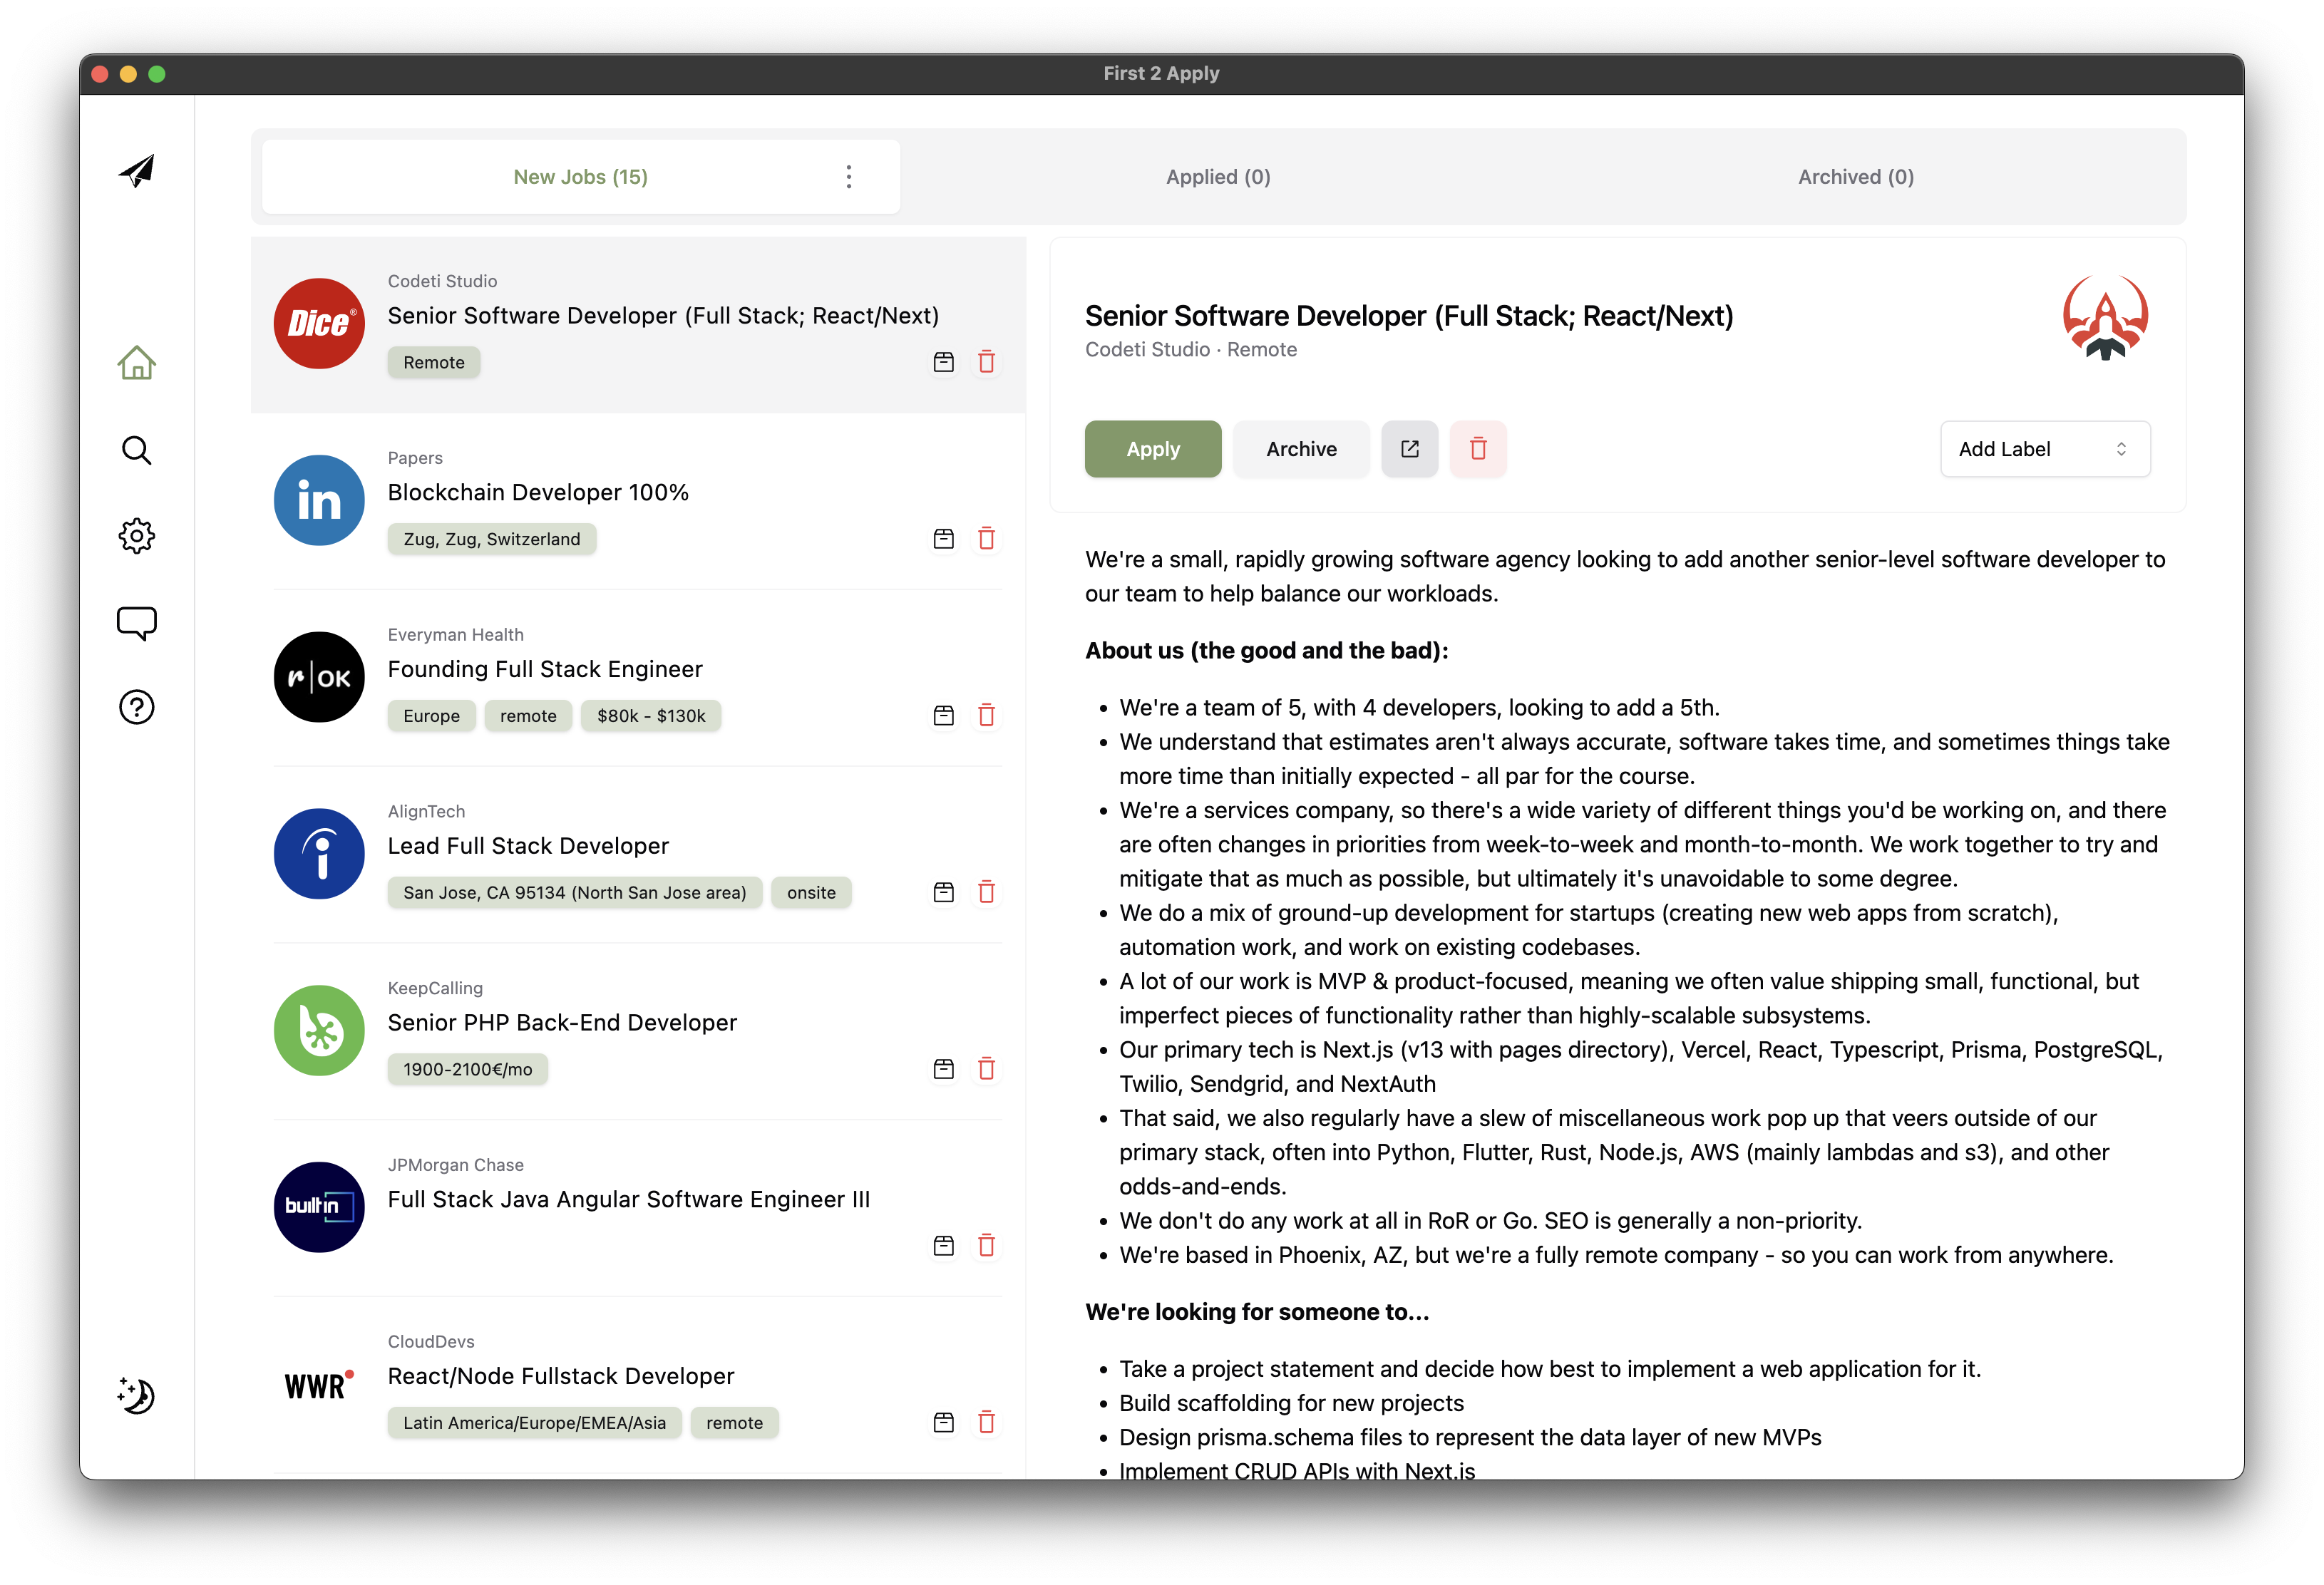 First 2 Apply
New Jobs (15)
Applied (0)
Archived (0)
Dice®
Codeti Studio
Senior Software Developer (Full Stack; React/Next)
Remote
in
Papers
Blockchain Developer 100%
Zug, Zug, Switzerland
r|OK
Everyman Health
Founding Full Stack Engineer
Europe
remote
$80k - $130k
AlignTech
Lead Full Stack Developer
San Jose, CA 95134 (North San Jose area)
onsite
KeepCalling
Senior PHP Back-End Developer
1900-2100€/mo
builtin
JPMorgan Chase
Full Stack Java Angular Software Engineer III
WWR
CloudDevs
React/Node Fullstack Developer
Latin America/Europe/EMEA/Asia
remote
Senior Software Developer (Full Stack; React/Next)
Codeti Studio · Remote
Apply
Archive
Add Label
We're a small, rapidly growing software agency looking to add another senior-level software developer to
our team to help balance our workloads.
About us (the good and the bad):
• We're a team of 5, with 4 developers, looking to add a 5th.
• We understand that estimates aren't always accurate, software takes time, and sometimes things take
more time than initially expected - all par for the course.
• We're a services company, so there's a wide variety of different things you'd be working on, and there
are often changes in priorities from week-to-week and month-to-month. We work together to try and
mitigate that as much as possible, but ultimately it's unavoidable to some degree.
• We do a mix of ground-up development for startups (creating new web apps from scratch),
automation work, and work on existing codebases.
• A lot of our work is MVP & product-focused, meaning we often value shipping small, functional, but
imperfect pieces of functionality rather than highly-scalable subsystems.
• Our primary tech is Next.js (v13 with pages directory), Vercel, React, Typescript, Prisma, PostgreSQL,
Twilio, Sendgrid, and NextAuth
• That said, we also regularly have a slew of miscellaneous work pop up that veers outside of our
primary stack, often into Python, Flutter, Rust, Node.js, AWS (mainly lambdas and s3), and other
odds-and-ends.
• We don't do any work at all in RoR or Go. SEO is generally a non-priority.
• We're based in Phoenix, AZ, but we're a fully remote company - so you can work from anywhere.
We're looking for someone to...
• Take a project statement and decide how best to implement a web application for it.
• Build scaffolding for new projects
• Design prisma.schema files to represent the data layer of new MVPs
• Implement CRUD APIs with Next.js